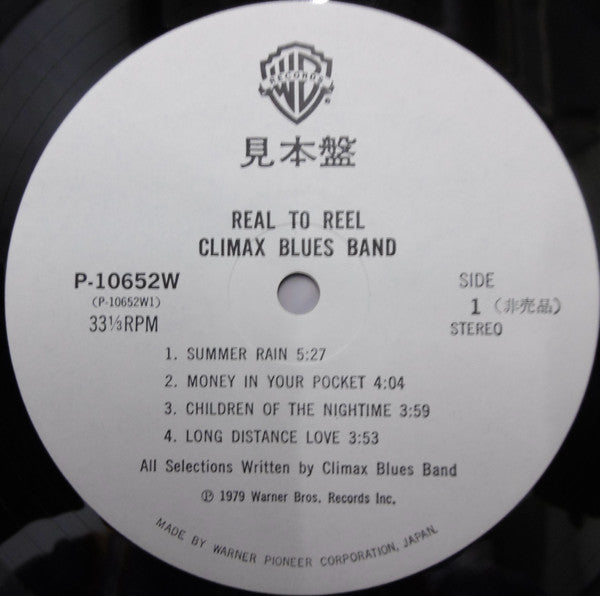 RECORDS
WB
見本盤
REAL TO REEL
CLIMAX BLUES BAND
P-10652W
(P-10652W1)
33⅓RPM
SIDE
1 (非売品)
STEREO
1. SUMMER RAIN 5:27
2. MONEY IN YOUR POCKET 4:04
3. CHILDREN OF THE NIGHTIME 3:59
4. LONG DISTANCE LOVE 3:53
All Selections Written by Climax Blues Band
℗ 1979 Warner Bros. Records Inc.
MADE BY WARNER PIONEER CORPORATION, JAPAN.